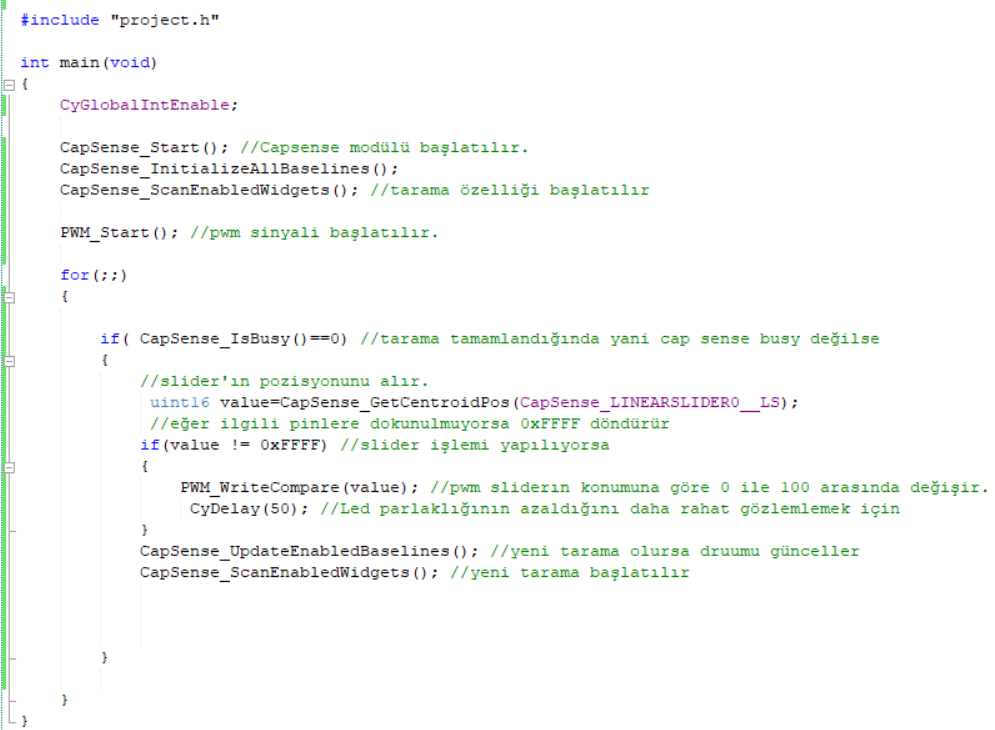 #include "project.h"
int main(void)
{
CyGlobalIntEnable;
CapSense_Start(); //Capsense modülü başlatılır.
CapSense_InitializeAllBaselines();
CapSense_ScanEnabledWidgets(); //tarama özelliği başlatılır
PWM_Start(); //pwm sinyali başlatılır.
for(;;)
{
if( CapSense_IsBusy()==0) //tarama tamamlandığında yani cap sense busy değilse
{
//slider'ın pozisyonunu alır.
uint16 value=CapSense_GetCentroidPos(CapSense_LINEARSLIDER0__LS);
//eğer ilgili pinlere dokunulmuyorsa 0xFFFF döndürür
if(value != 0xFFFF) //slider işlemi yapılıyorsa
{
PWM_WriteCompare(value); //pwm sliderın konumuna göre 0 ile 100 arasında değişir.
CyDelay(50); //Led parlaklığının azaldığını daha rahat gözlemlemek için
}
CapSense_UpdateEnabledBaselines(); //yeni tarama olursa druumu günceller
CapSense_ScanEnabledWidgets(); //yeni tarama başlatılır
}
}
}